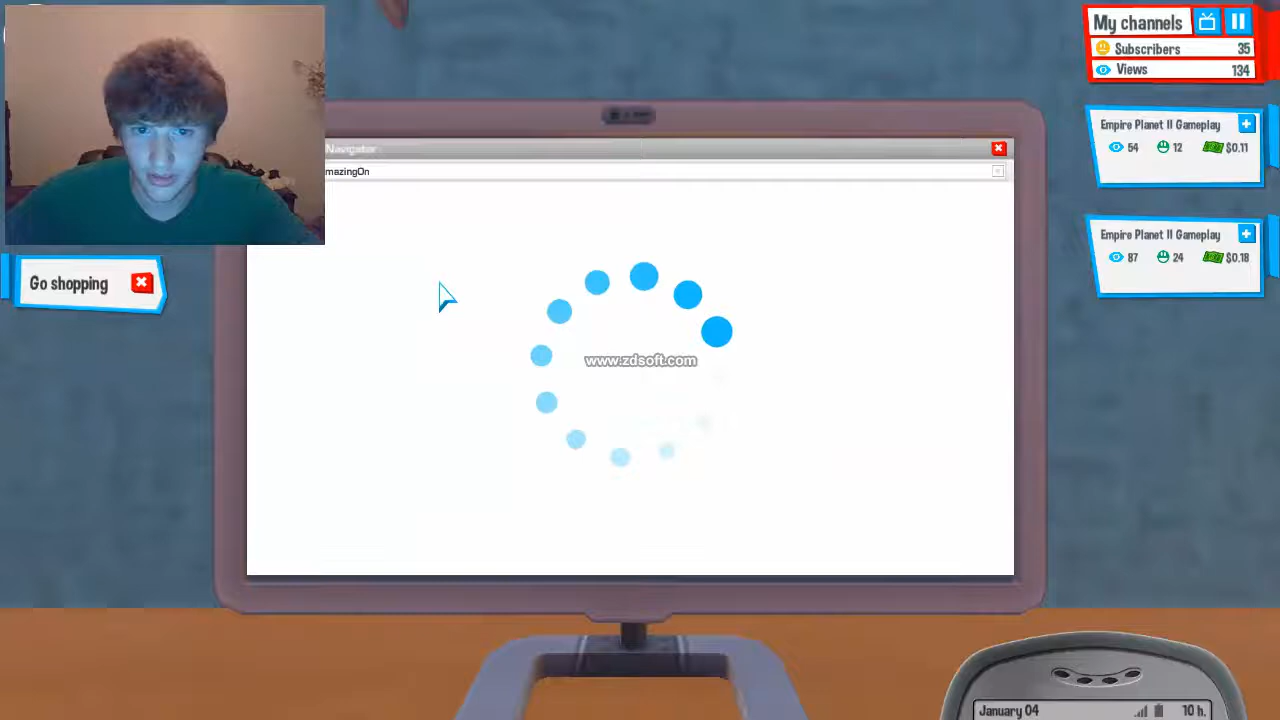 My channels
Subscribers 35
Views 134
Empire Planet II Gameplay
54 12 $0.11
Empire Planet II Gameplay
87 24 $0.18
Go shopping
Navigator
mazingOn
www.zdsoft.com
January 04 10 h.